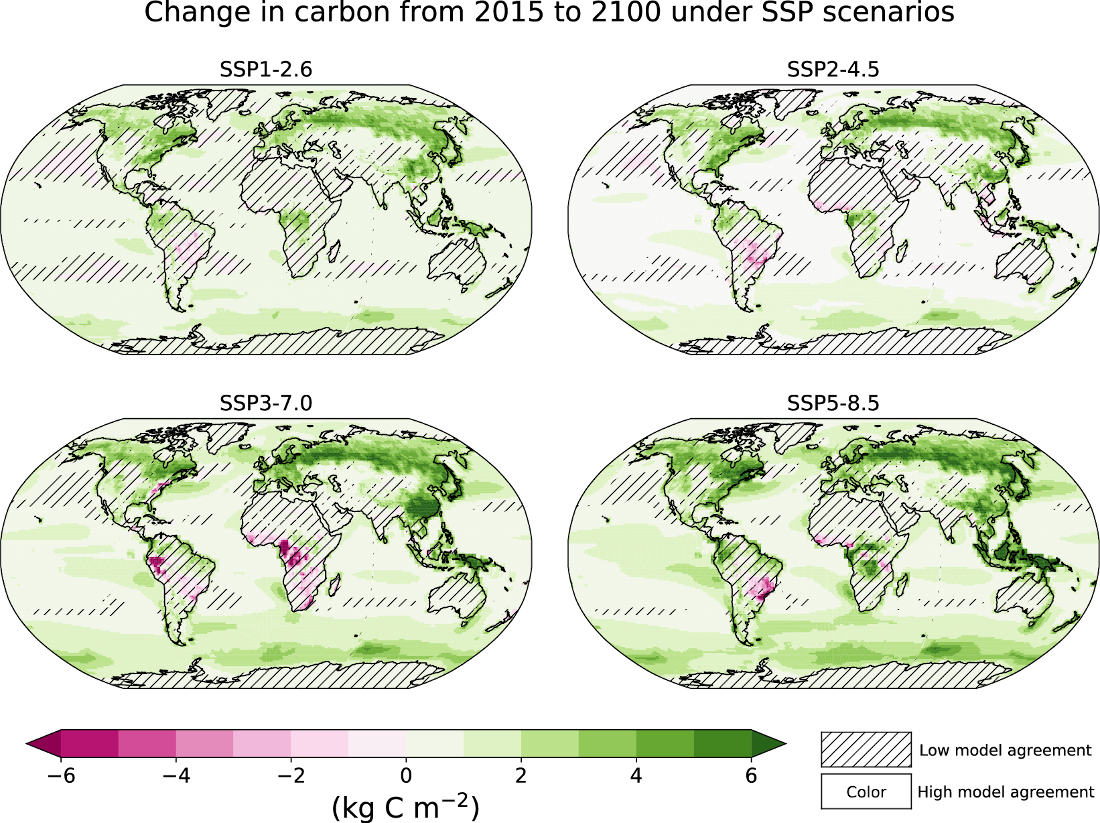 Change in carbon from 2015 to 2100 under SSP scenarios
SSP1-2.6
SSP2-4.5
SSP3-7.0
SSP5-8.5
−6 −4 −2 0 2 4 6
(kg C m⁻²)
Low model agreement
Color High model agreement